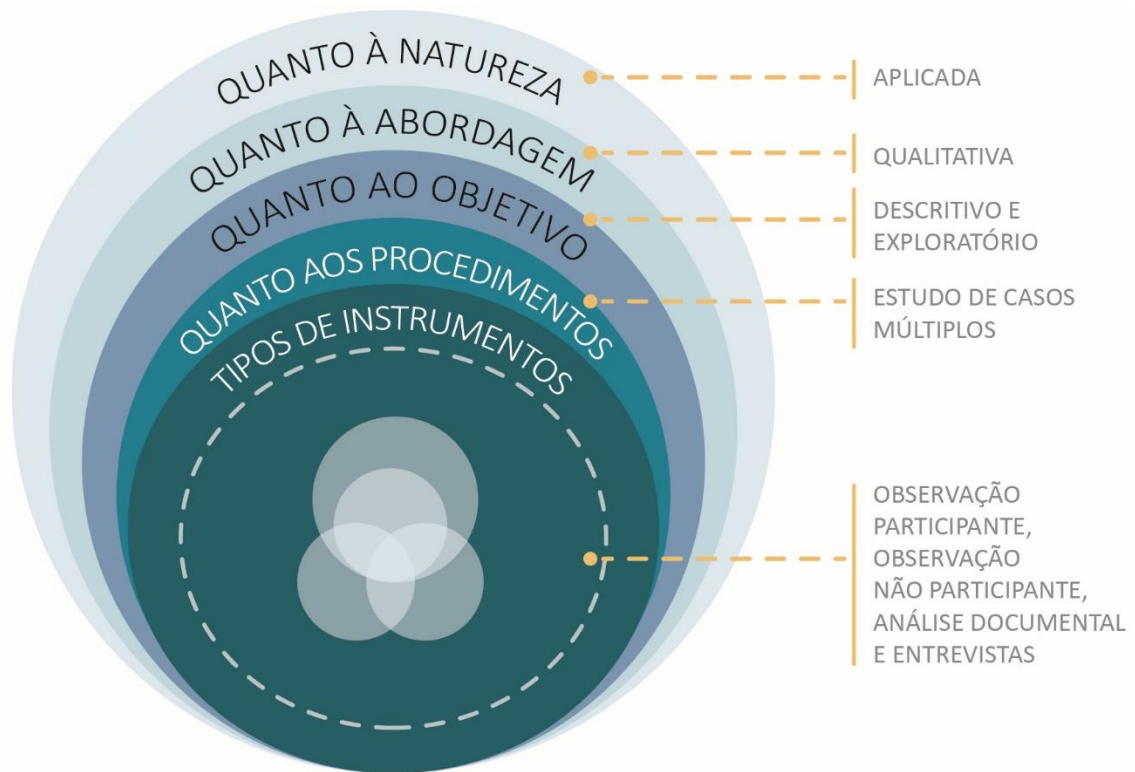 QUANTO À NATUREZA
APLICADA
QUANTO À ABORDAGEM
QUALITATIVA
QUANTO AO OBJETIVO
DESCRITIVO E
EXPLORATÓRIO
QUANTO AOS PROCEDIMENTOS
ESTUDO DE CASOS
MÚLTIPLOS
TIPOS DE INSTRUMENTOS
OBSERVAÇÃO
PARTICIPANTE,
OBSERVAÇÃO
NÃO PARTICIPANTE,
ANÁLISE DOCUMENTAL
E ENTREVISTAS